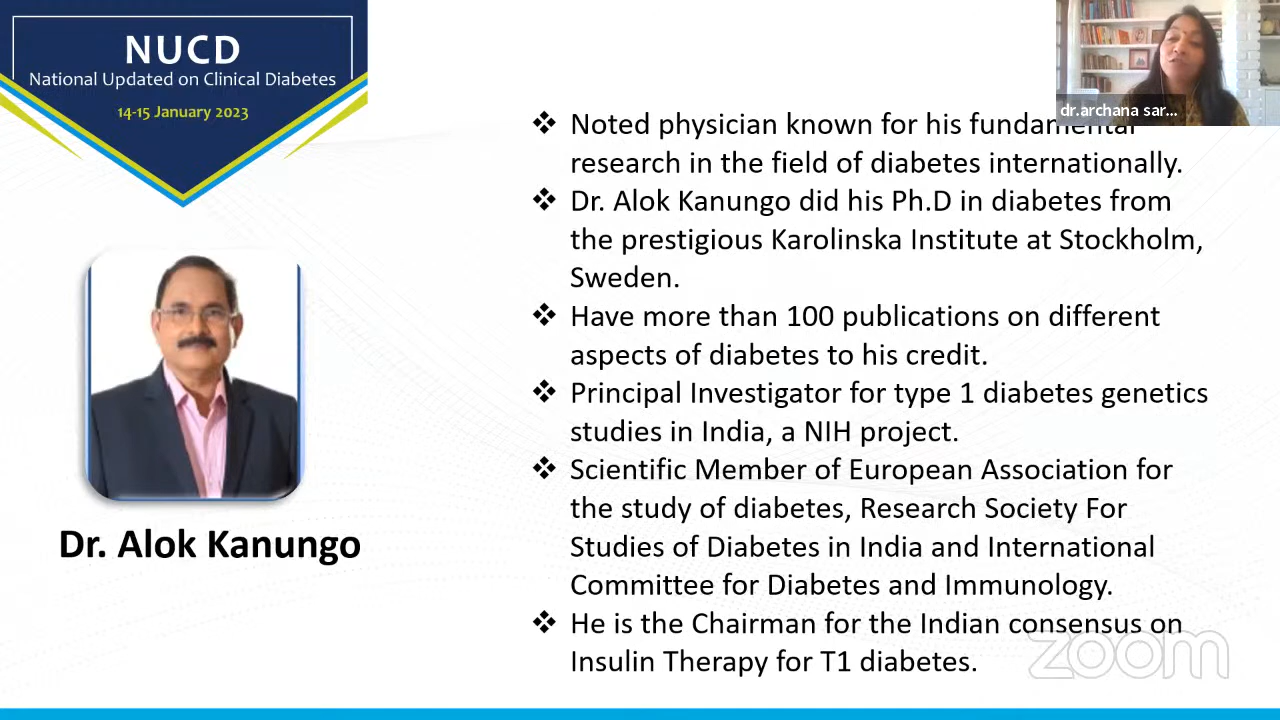 NUCD
National Updated on Clinical Diabetes
14-15 January 2023
dr.archana sar...
❖ Noted physician known for his fundamental
research in the field of diabetes internationally.
❖ Dr. Alok Kanungo did his Ph.D in diabetes from
the prestigious Karolinska Institute at Stockholm,
Sweden.
❖ Have more than 100 publications on different
aspects of diabetes to his credit.
❖ Principal Investigator for type 1 diabetes genetics
studies in India, a NIH project.
❖ Scientific Member of European Association for
the study of diabetes, Research Society For
Studies of Diabetes in India and International
Committee for Diabetes and Immunology.
❖ He is the Chairman for the Indian consensus on
Insulin Therapy for T1 diabetes.
Dr. Alok Kanungo
zoom